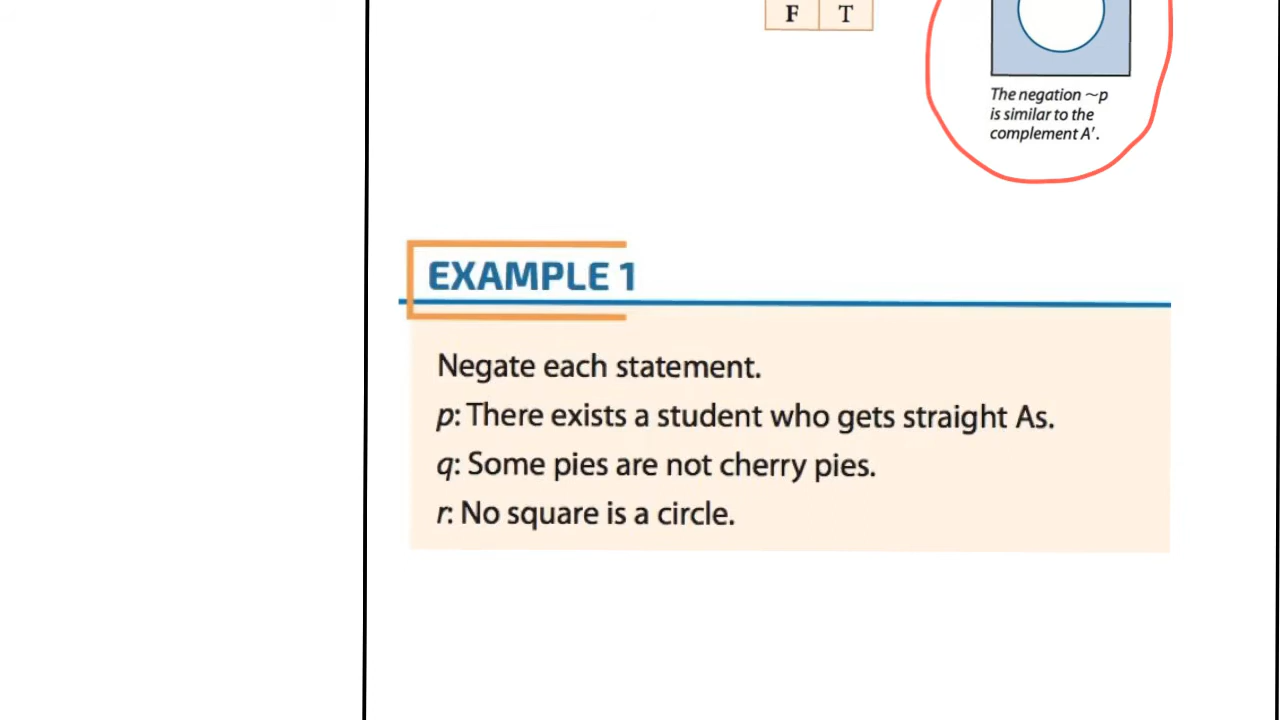 F T
The negation ~p
is similar to the
complement A′.
EXAMPLE 1
Negate each statement.
p: There exists a student who gets straight As.
q: Some pies are not cherry pies.
r: No square is a circle.